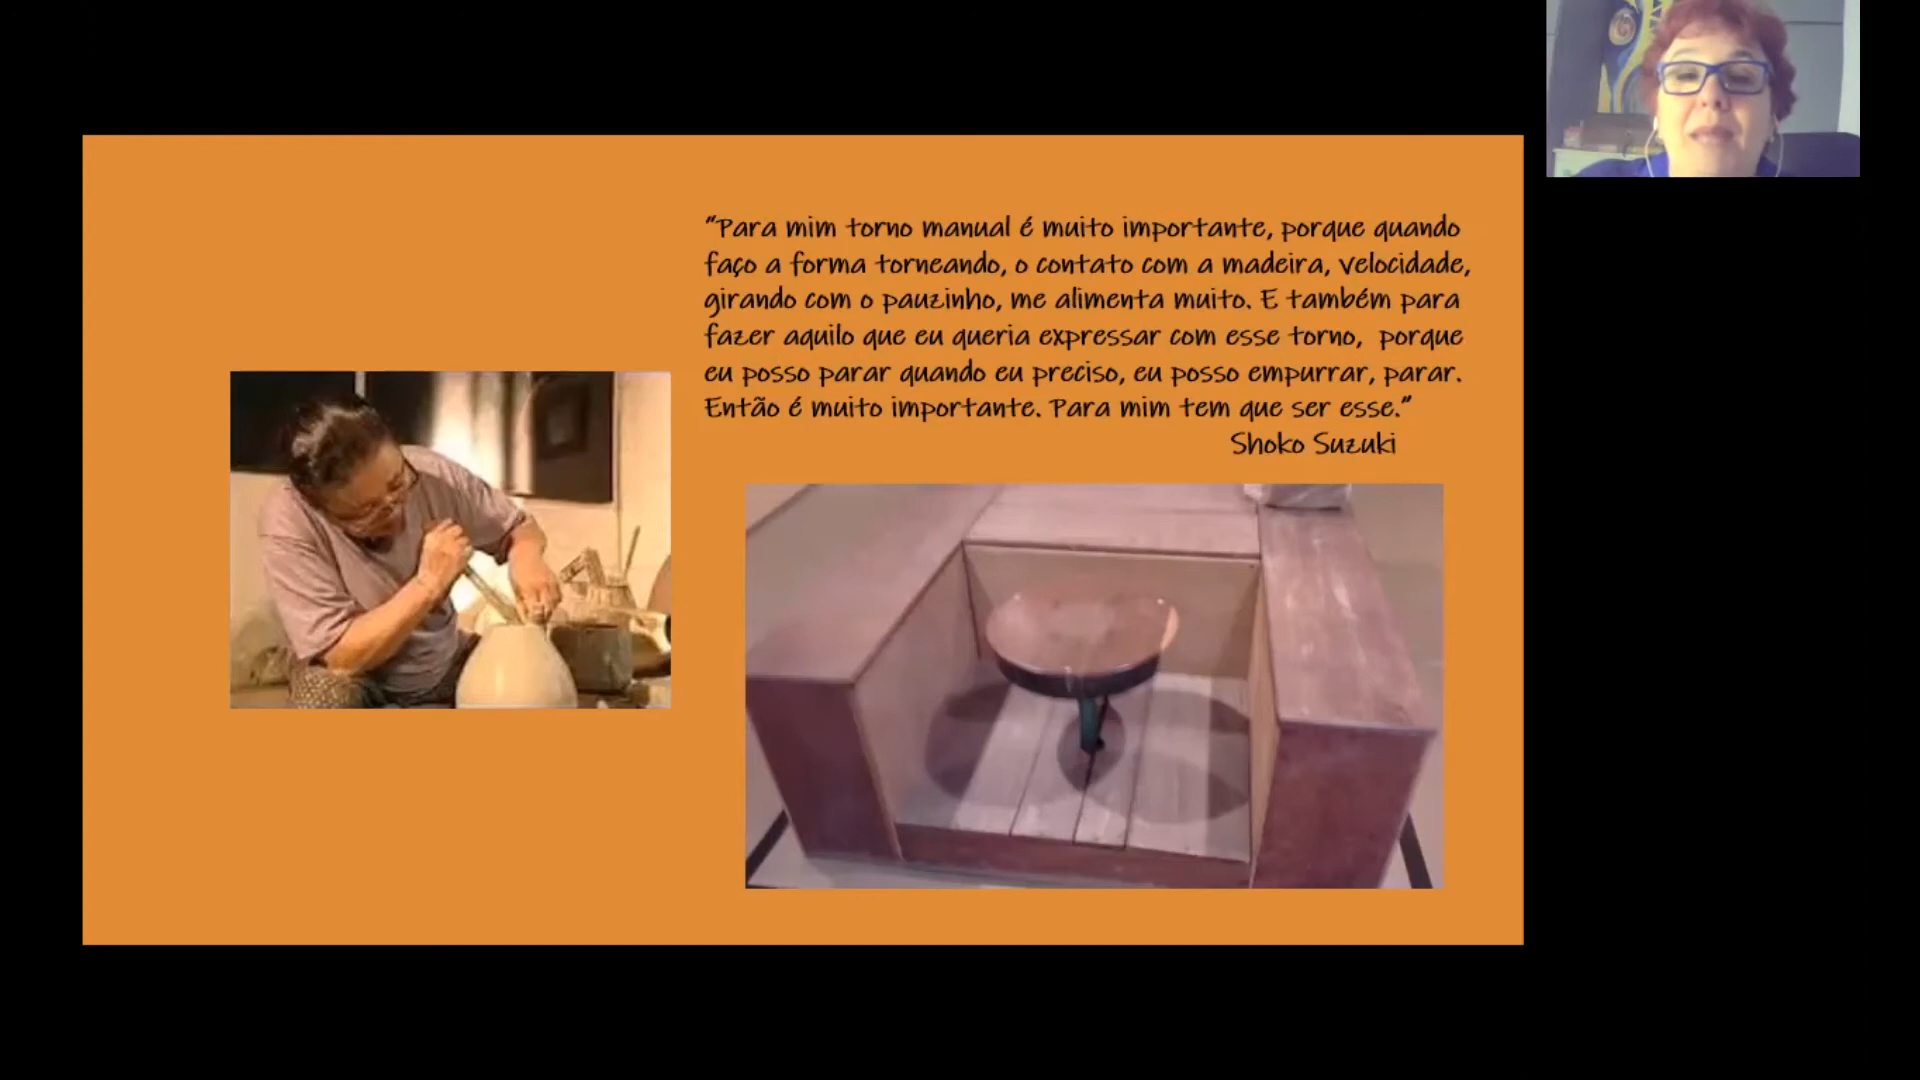 "Para mim torno manual é muito importante, porque quando
faço a forma torneando, o contato com a madeira, velocidade,
girando com o pauzinho, me alimenta muito. E também para
fazer aquilo que eu queria expressar com esse torno, porque
eu posso parar quando eu preciso, eu posso empurrar, parar.
Então é muito importante. Para mim tem que ser esse."
Shoko Suzuki